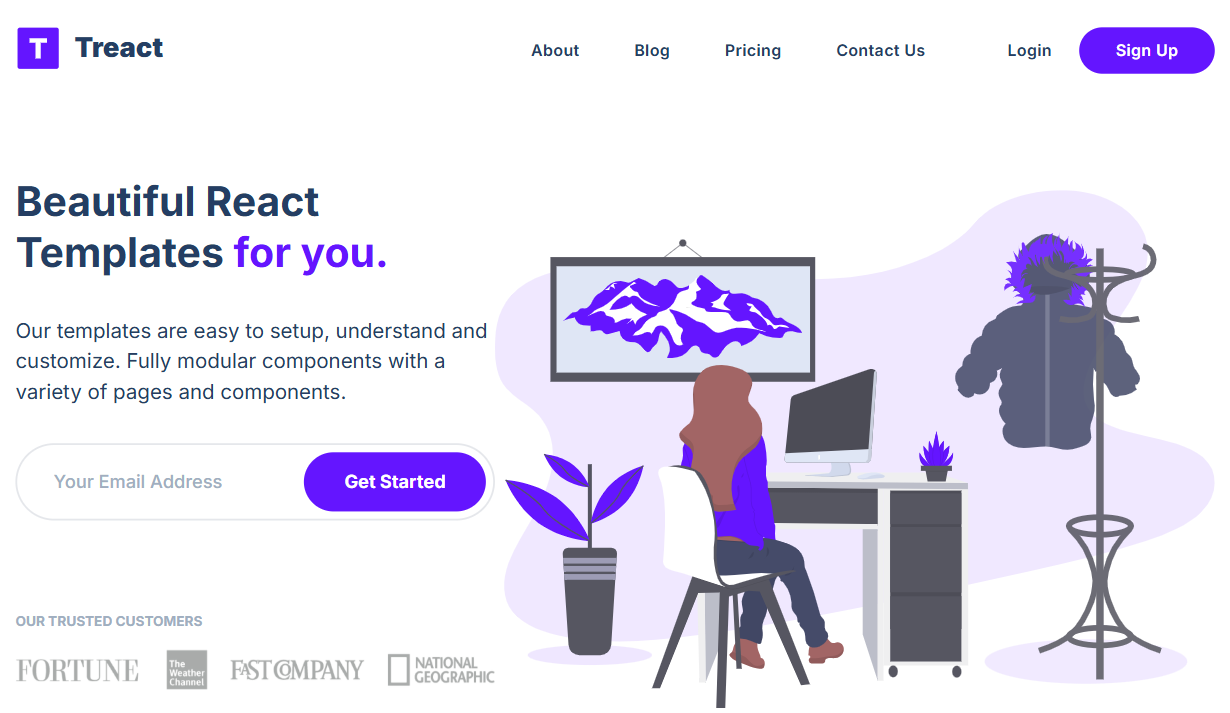 T Treact
About Blog Pricing Contact Us Login Sign Up
Beautiful React
Templates for you.
Our templates are easy to setup, understand and
customize. Fully modular components with a
variety of pages and components.
Your Email Address Get Started
OUR TRUSTED CUSTOMERS
FORTUNE
The
Weather
Channel
FAST COMPANY
NATIONAL
GEOGRAPHIC